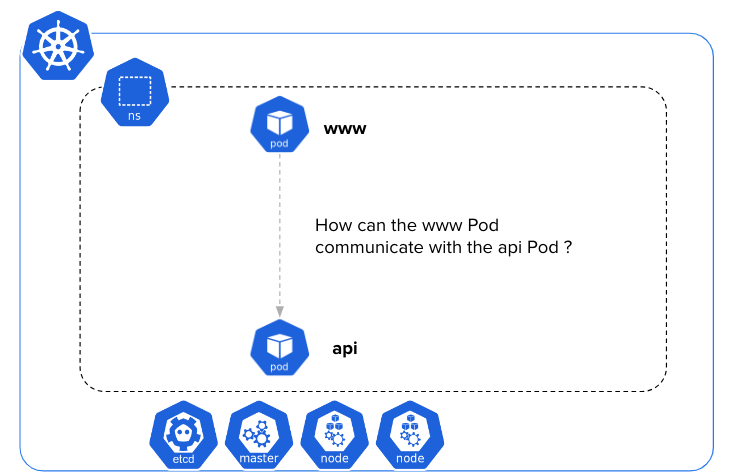 ns
www
pod
How can the www Pod
communicate with the api Pod ?
api
pod
etcd
master
node
node